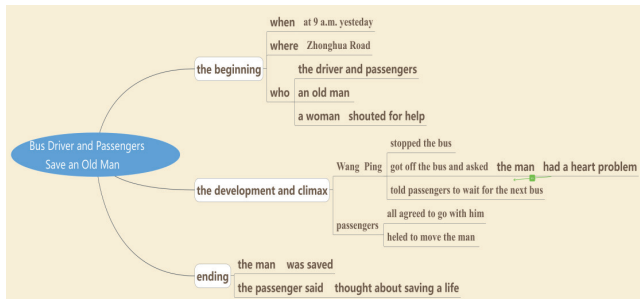 Bus Driver and Passengers
Save an Old Man
the beginning
when at 9 a.m. yesteday
where Zhonghua Road
who
the driver and passengers
an old man
a woman shouted for help
the development and climax
Wang Ping
stopped the bus
got off the bus and asked the man had a heart problem
told passengers to wait for the next bus
passengers
all agreed to go with him
heled to move the man
ending
the man was saved
the passenger said thought about saving a life